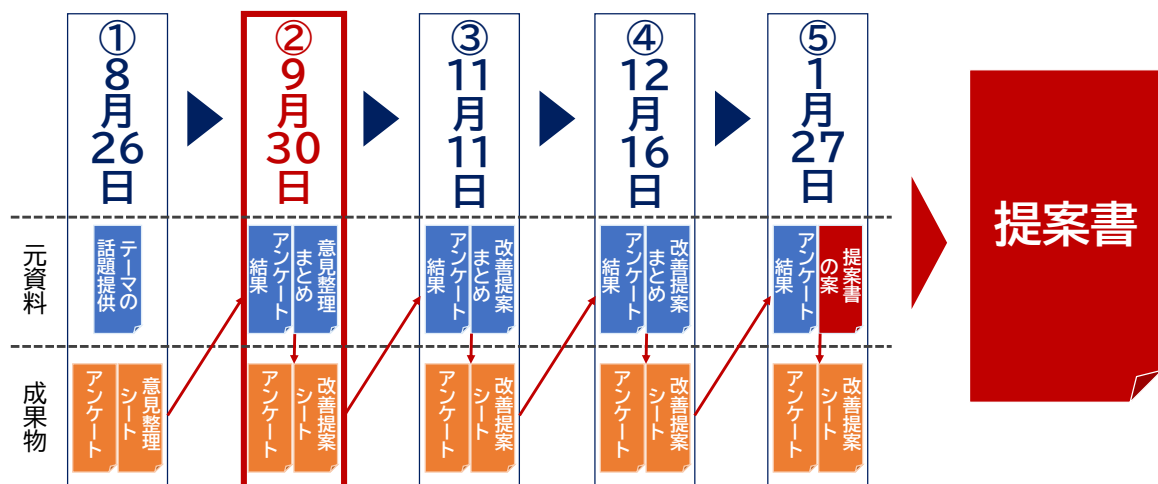 ①
8月26日
②
9月30日
③
11月11日
④
12月16日
⑤
1月27日
元資料
テーマの
話題提供
意見整理
まとめ
アンケート
結果
改善提案
まとめ
アンケート
結果
改善提案
まとめ
アンケート
結果
提案書
の案
アンケート
結果
成果物
意見整理
シート
アンケート
改善提案
シート
アンケート
改善提案
シート
アンケート
改善提案
シート
アンケート
改善提案
シート
アンケート
提案書